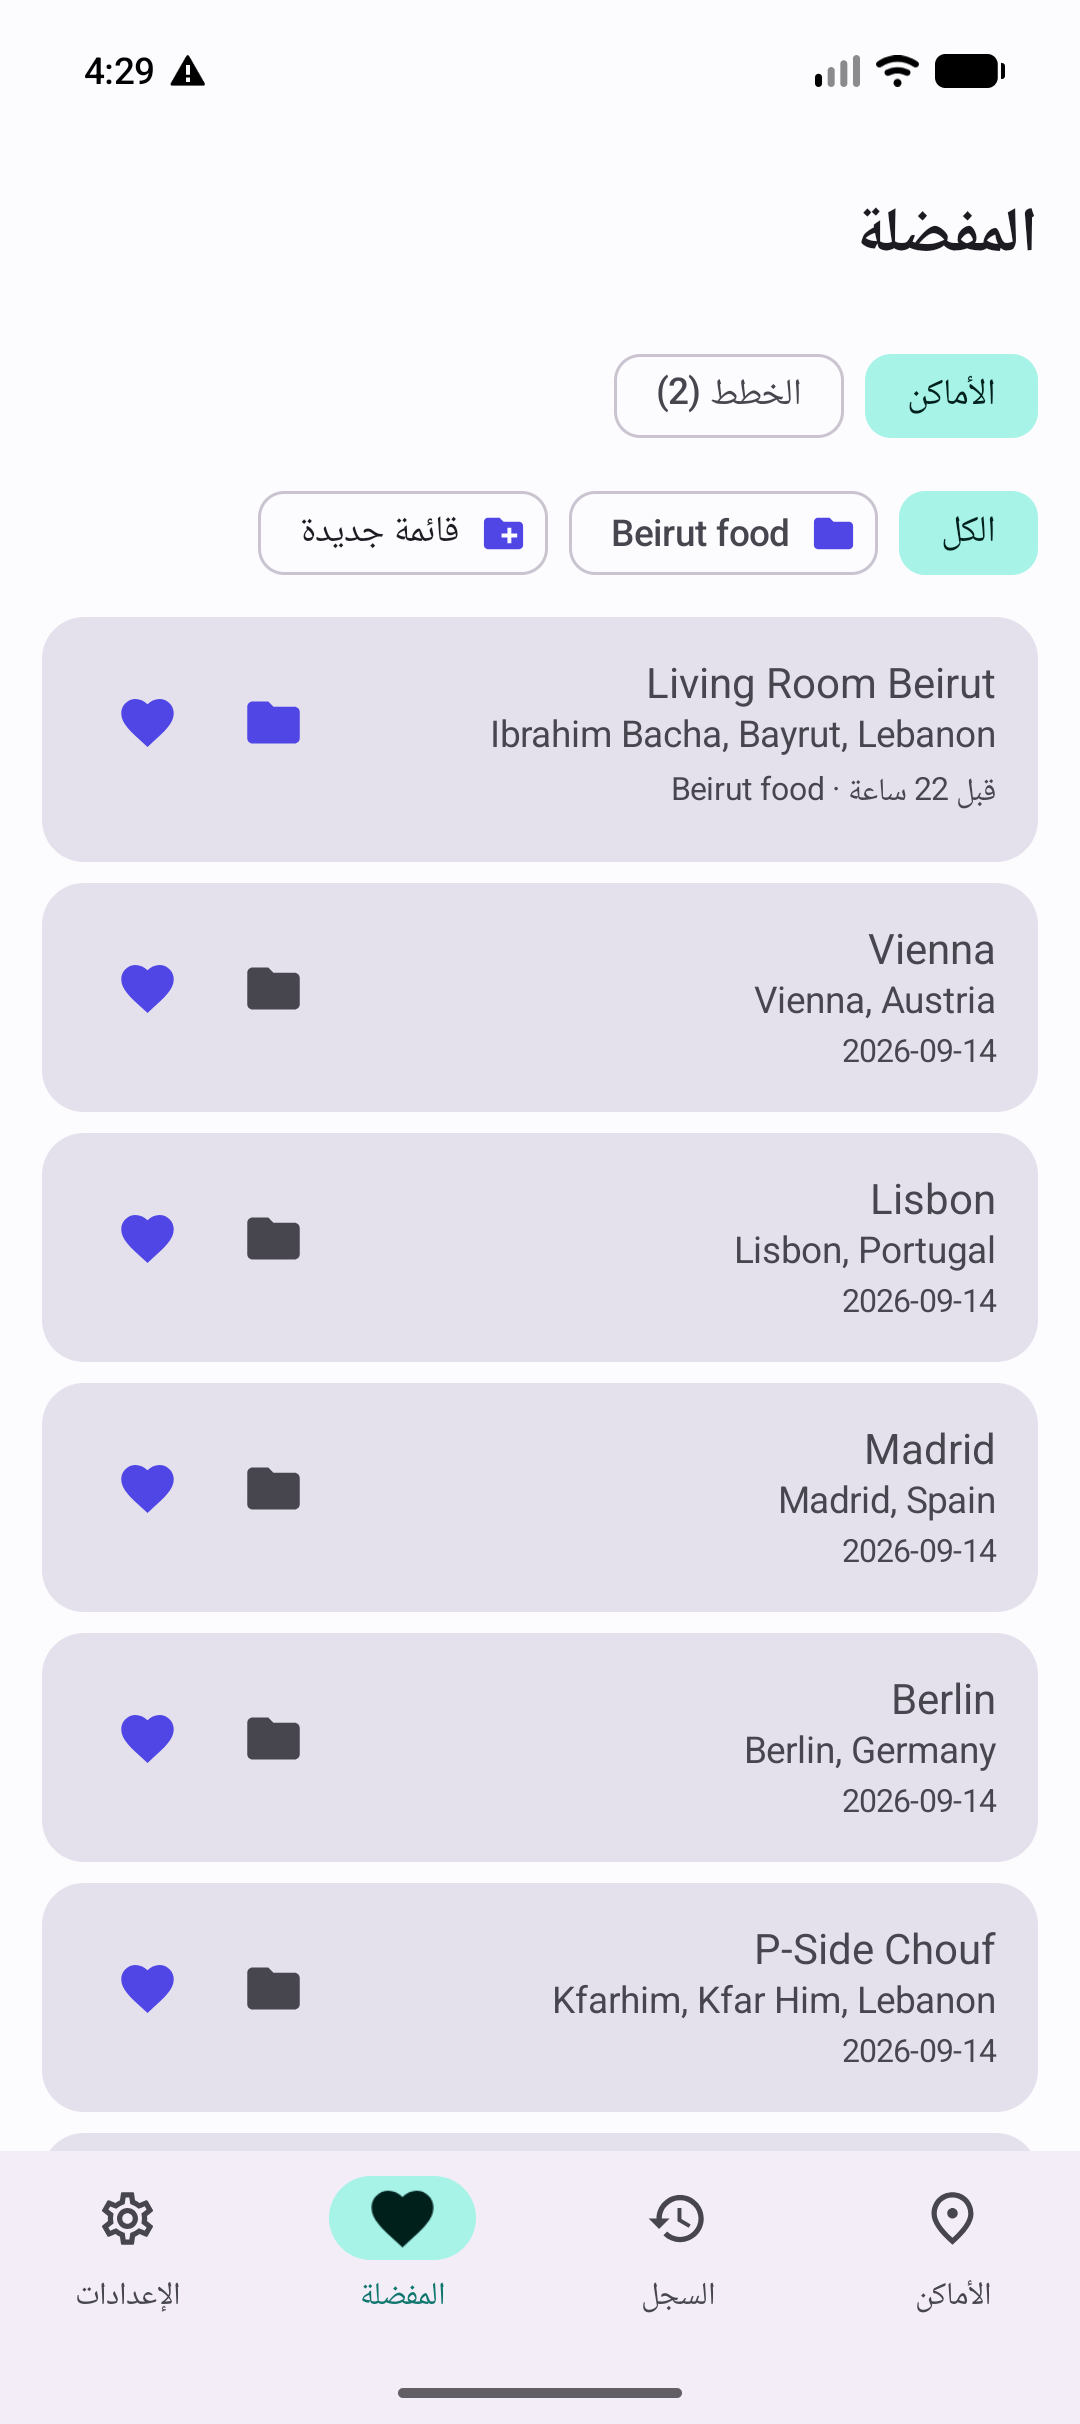 4:29
المفضلة
الأماكن
الخطط (2)
الكل
Beirut food
قائمة جديدة
Living Room Beirut
Ibrahim Bacha, Bayrut, Lebanon
قبل 22 ساعة · Beirut food
Vienna
Vienna, Austria
2026-09-14
Lisbon
Lisbon, Portugal
2026-09-14
Madrid
Madrid, Spain
2026-09-14
Berlin
Berlin, Germany
2026-09-14
P-Side Chouf
Kfarhim, Kfar Him, Lebanon
2026-09-14
الأماكن
السجل
المفضلة
الإعدادات